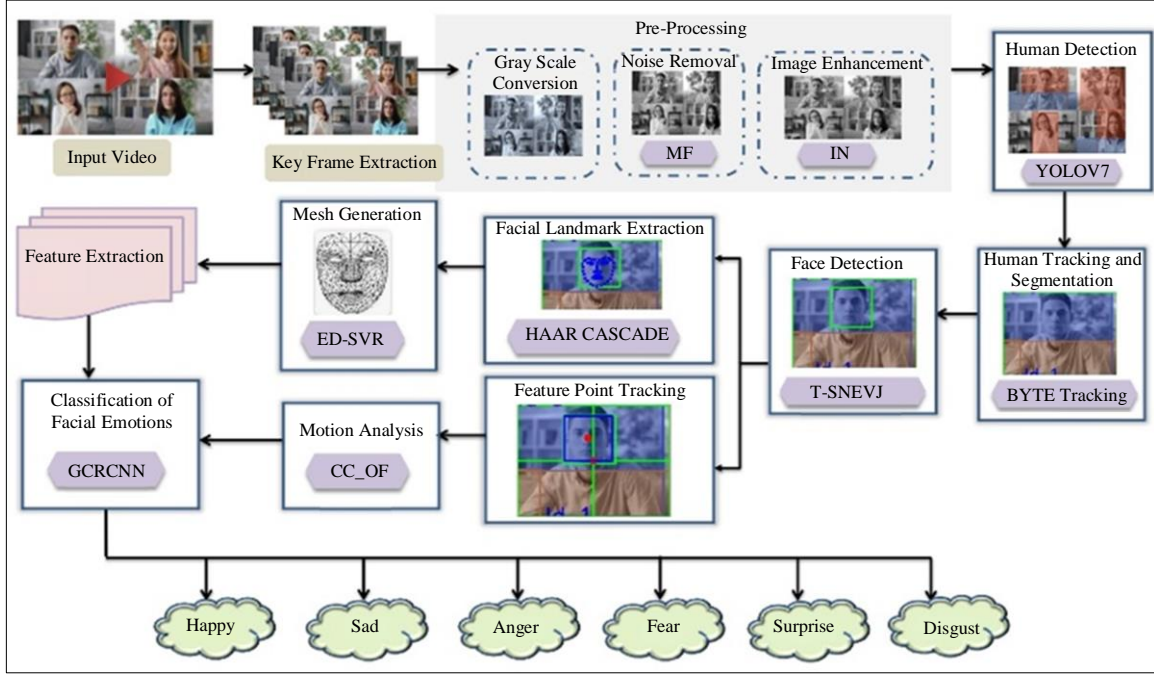 Pre-Processing
Gray Scale
Conversion
Noise Removal
MF
Image Enhancement
IN
Human Detection
YOLOV7
Input Video
Key Frame Extraction
Feature Extraction
Mesh Generation
ED-SVR
Facial Landmark Extraction
HAAR CASCADE
Face Detection
T-SNEVJ
Human Tracking and
Segmentation
BYTE Tracking
Classification of
Facial Emotions
GCRCNN
Motion Analysis
CC_OF
Feature Point Tracking
Happy
Sad
Anger
Fear
Surprise
Disgust